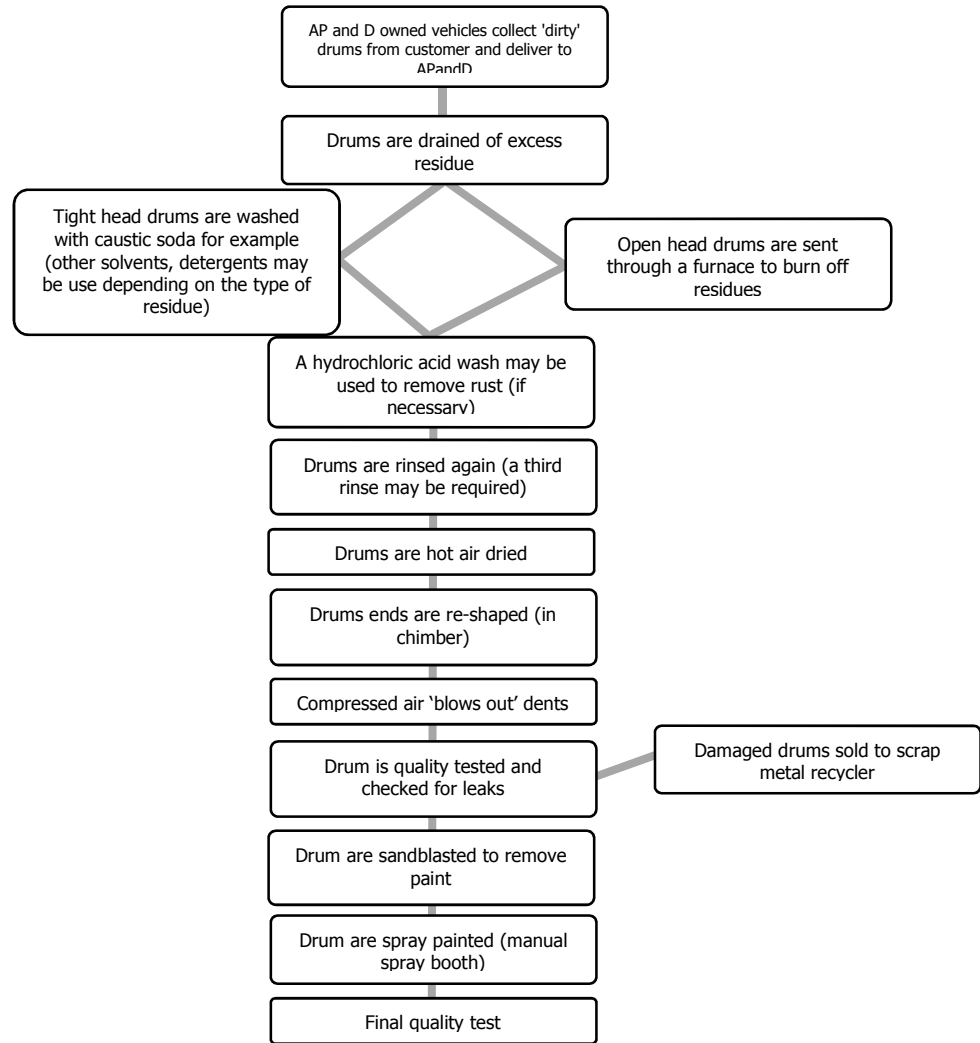 AP and D owned vehicles collect 'dirty'
drums from customer and deliver to
APandD
Drums are drained of excess
residue
Tight head drums are washed
with caustic soda for example
(other solvents, detergents may
be use depending on the type of
residue)
Open head drums are sent
through a furnace to burn off
residues
A hydrochloric acid wash may be
used to remove rust (if
necessary)
Drums are rinsed again (a third
rinse may be required)
Drums are hot air dried
Drums ends are re-shaped (in
chimber)
Compressed air ‘blows out’ dents
Drum is quality tested and
checked for leaks
Damaged drums sold to scrap
metal recycler
Drum are sandblasted to remove
paint
Drum are spray painted (manual
spray booth)
Final quality test